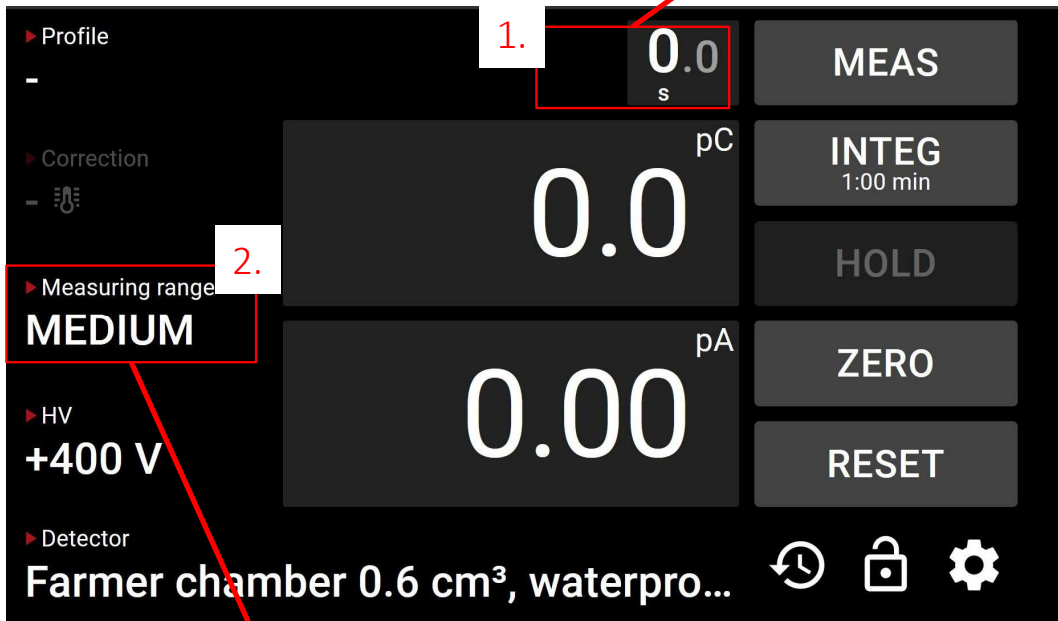 Profile
-
1.
0.0
s
MEAS
Correction
-
pC
0.0
INTEG
1:00 min
2.
HOLD
Measuring range
MEDIUM
pA
0.00
ZERO
HV
+400 V
RESET
Detector
Farmer chamber 0.6 cm³, waterpro...